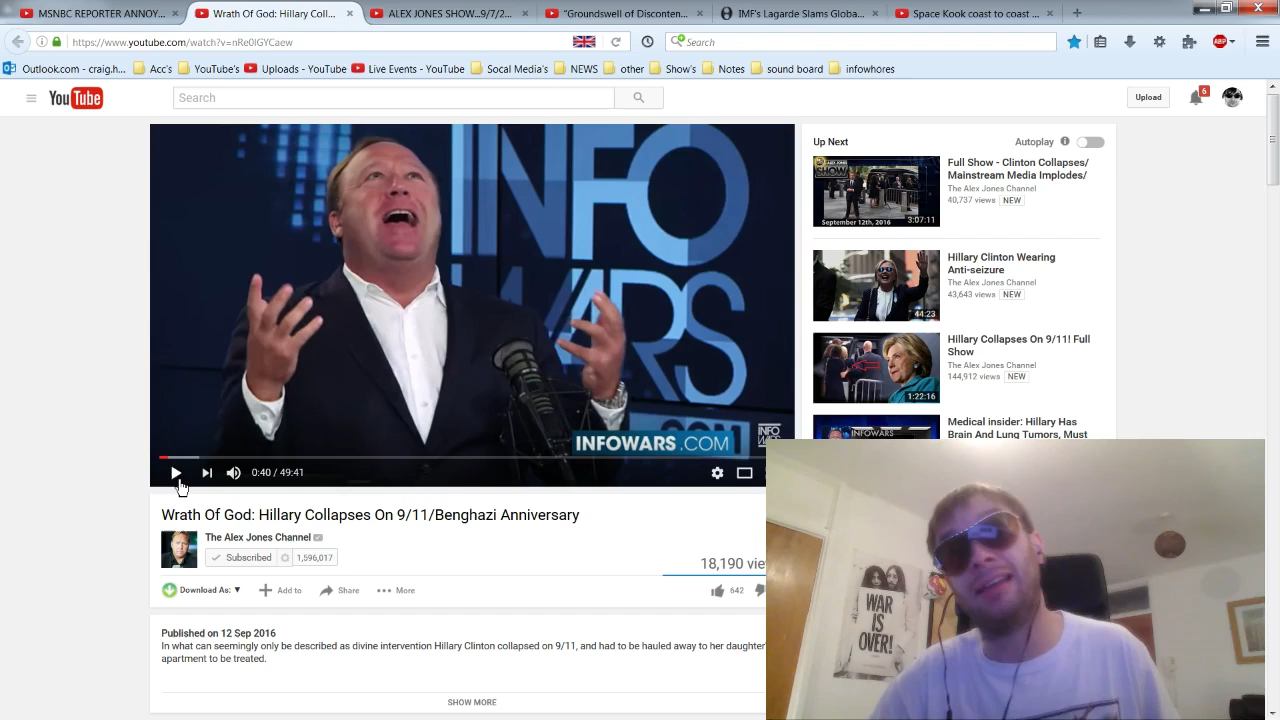 MSNBC REPORTER ANNOY...
Wrath Of God: Hillary Coll...
ALEX JONES SHOW...9/7/2...
"Groundswell of Disconten...
IMF's Lagarde Slams Globa...
Space Kook coast to coast ...
https://www.youtube.com/watch?v=nRe0lGYCaew
Search
ABP
Outlook.com - craig.h...
Acc's
YouTube's
Uploads - YouTube
Live Events - YouTube
Socal Media's
NEWS
other
Show's
Notes
sound board
infowhores
YouTube
Search
Upload
6
INFO
WARS
.COM
INFOWARS.COM
INFO
WARS
0:40 / 49:41
Wrath Of God: Hillary Collapses On 9/11/Benghazi Anniversary
The Alex Jones Channel
Subscribed
1,596,017
18,190 vie
Download As:
Add to
Share
More
642
Published on 12 Sep 2016
In what can seemingly only be described as divine intervention Hillary Clinton collapsed on 9/11, and had to be hauled away to her daughter'
apartment to be treated.
SHOW MORE
Up Next
Autoplay
SHOW
September 12th, 2016
3:07:11
Full Show - Clinton Collapses/
Mainstream Media Implodes/
The Alex Jones Channel
40,737 views NEW
44:23
Hillary Clinton Wearing
Anti-seizure
The Alex Jones Channel
43,643 views NEW
1:22:16
Hillary Collapses On 9/11! Full
Show
The Alex Jones Channel
144,912 views NEW
INFOWARS
Medical insider: Hillary Has
Brain And Lung Tumors, Must
WAR
IS
OVER!